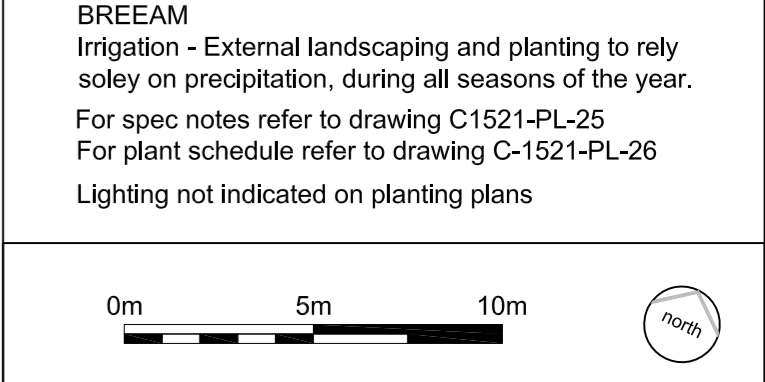 BREEAM
Irrigation - External landscaping and planting to rely
soley on precipitation, during all seasons of the year.
For spec notes refer to drawing C1521-PL-25
For plant schedule refer to drawing C-1521-PL-26
Lighting not indicated on planting plans
0m 5m 10m
north